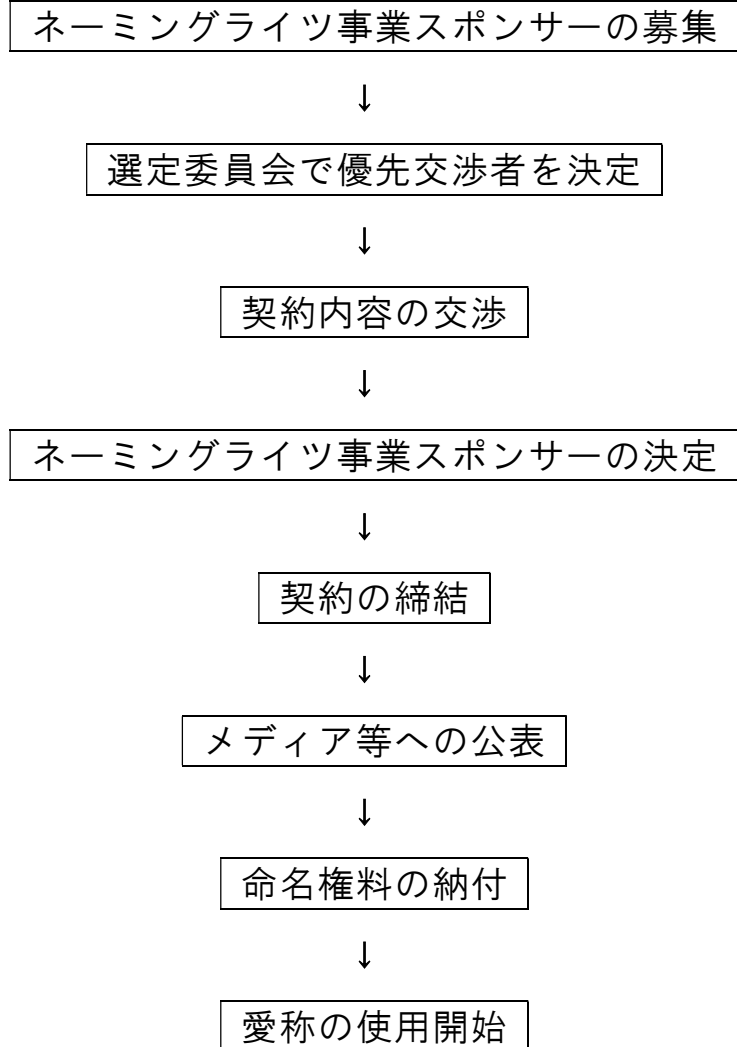 ネーミングライツ事業スポンサーの募集
↓
選定委員会で優先交渉者を決定
↓
契約内容の交渉
↓
ネーミングライツ事業スポンサーの決定
↓
契約の締結
↓
メディア等への公表
↓
命名権料の納付
↓
愛称の使用開始